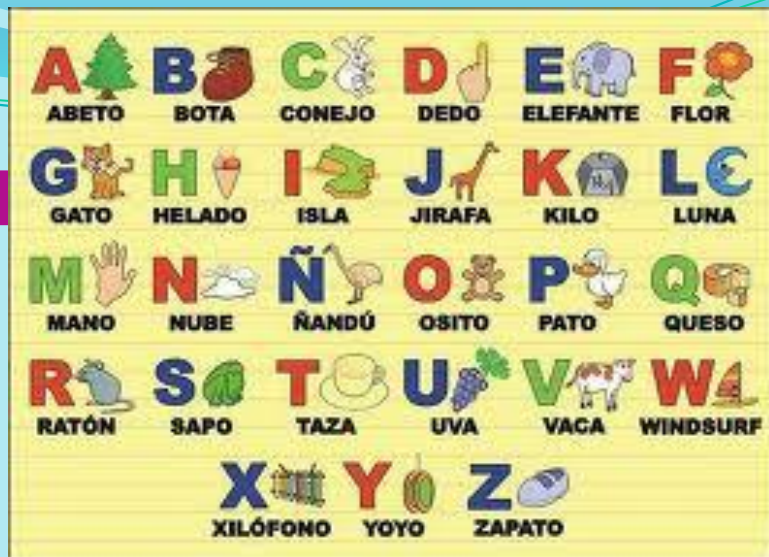 A B C D E F
ABETO BOTA CONEJO DEDO ELEFANTE FLOR
G H I J K L
GATO HELADO ISLA JIRAFA KILO LUNA
M N Ñ O P Q
MANO NUBE ÑANDÚ OSITO PATO QUESO
R S T U V W
RATÓN SAPO TAZA UVA VACA WINDSURF
X Y Z
XILÓFONO YOYO ZAPATO